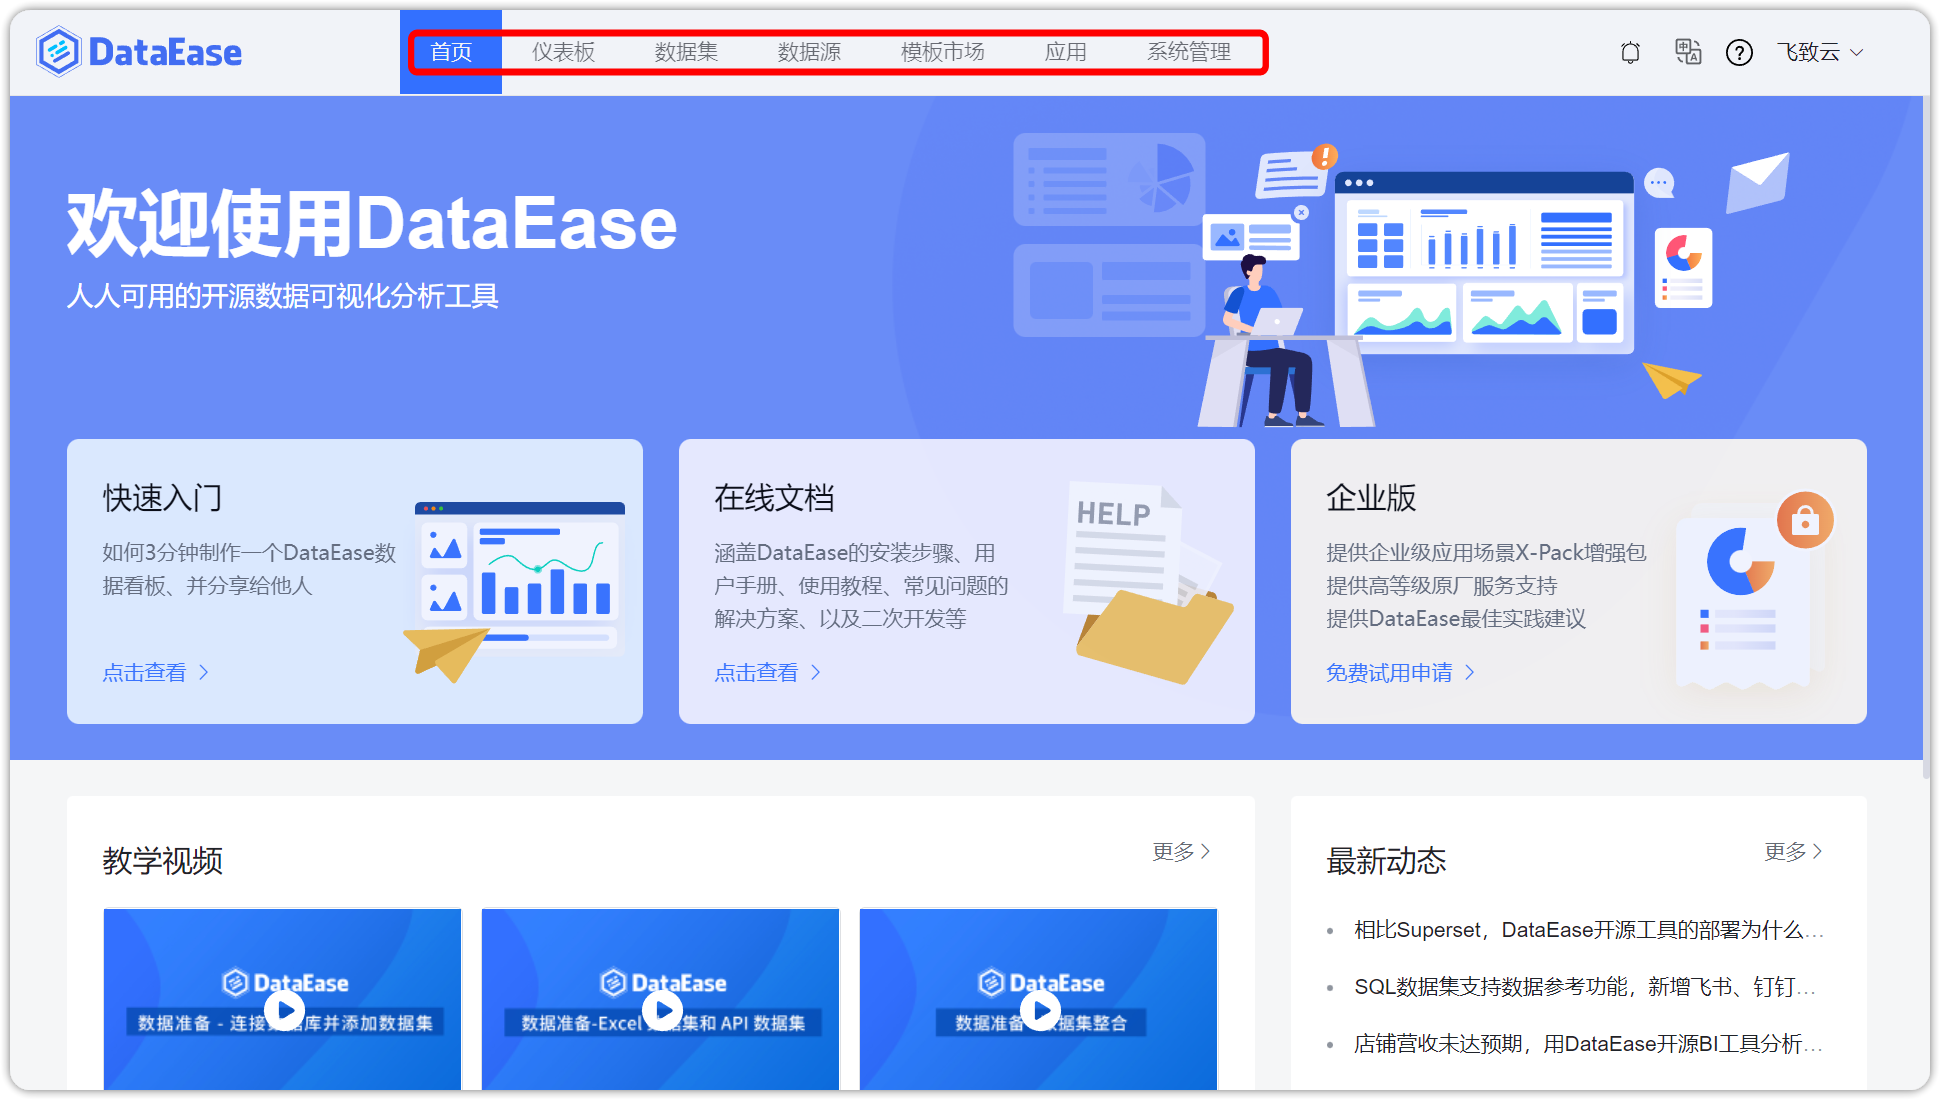 DataEase
首页 仪表板 数据集 数据源 模板市场 应用 系统管理
飞致云
欢迎使用DataEase
人人可用的开源数据可视化分析工具
快速入门
如何3分钟制作一个DataEase数
据看板、并分享给他人
点击查看
在线文档
涵盖DataEase的安装步骤、用
户手册、使用教程、常见问题的
解决方案、以及二次开发等
点击查看
HELP
企业版
提供企业级应用场景X-Pack增强包
提供高等级原厂服务支持
提供DataEase最佳实践建议
免费试用申请
教学视频
更多
DataEase
数据准备 - 连接数据库并添加数据集
DataEase
数据准备-Excel 数据集和 API 数据集
DataEase
数据准备-数据集整合
最新动态
更多
相比Superset，DataEase开源工具的部署为什么…
SQL数据集支持数据参考功能，新增飞书、钉钉…
店铺营收未达预期，用DataEase开源BI工具分析…